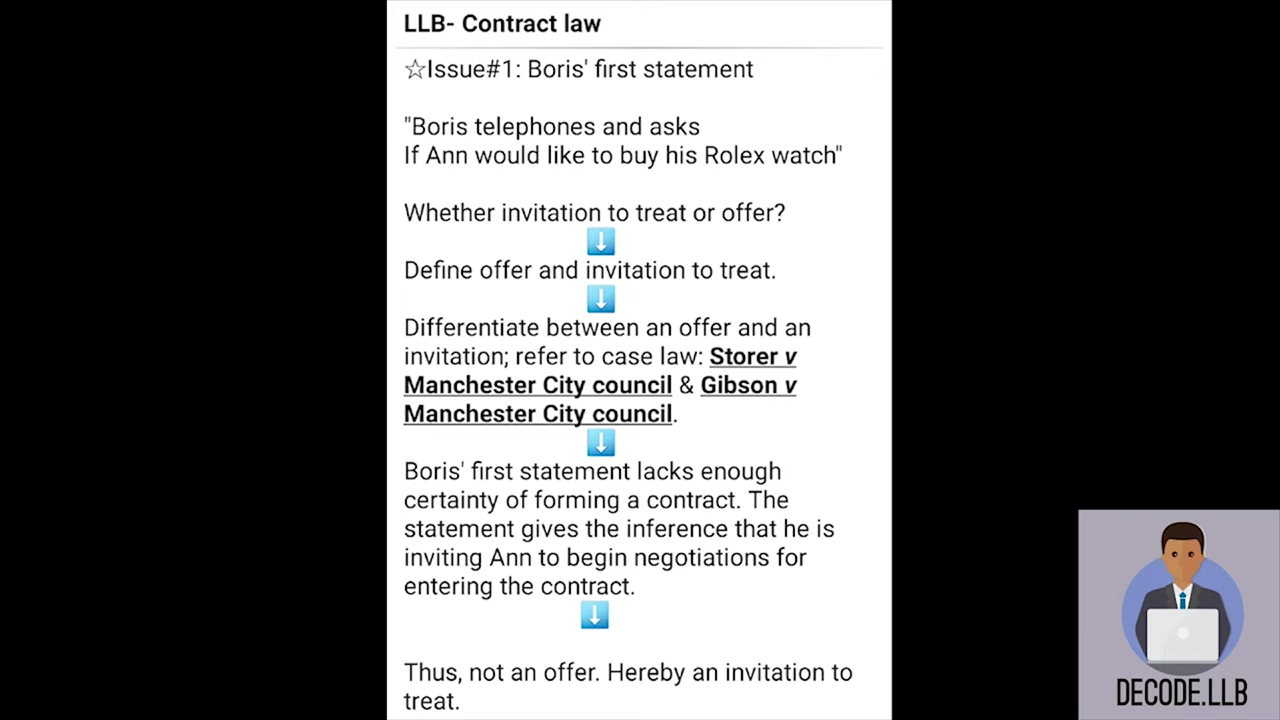 LLB- Contract law
☆Issue#1: Boris' first statement
"Boris telephones and asks
If Ann would like to buy his Rolex watch"
Whether invitation to treat or offer?
Define offer and invitation to treat.
Differentiate between an offer and an
invitation; refer to case law: Storer v
Manchester City council & Gibson v
Manchester City council.
Boris' first statement lacks enough
certainty of forming a contract. The
statement gives the inference that he is
inviting Ann to begin negotiations for
entering the contract.
Thus, not an offer. Hereby an invitation to
treat.
DECODE.LLB